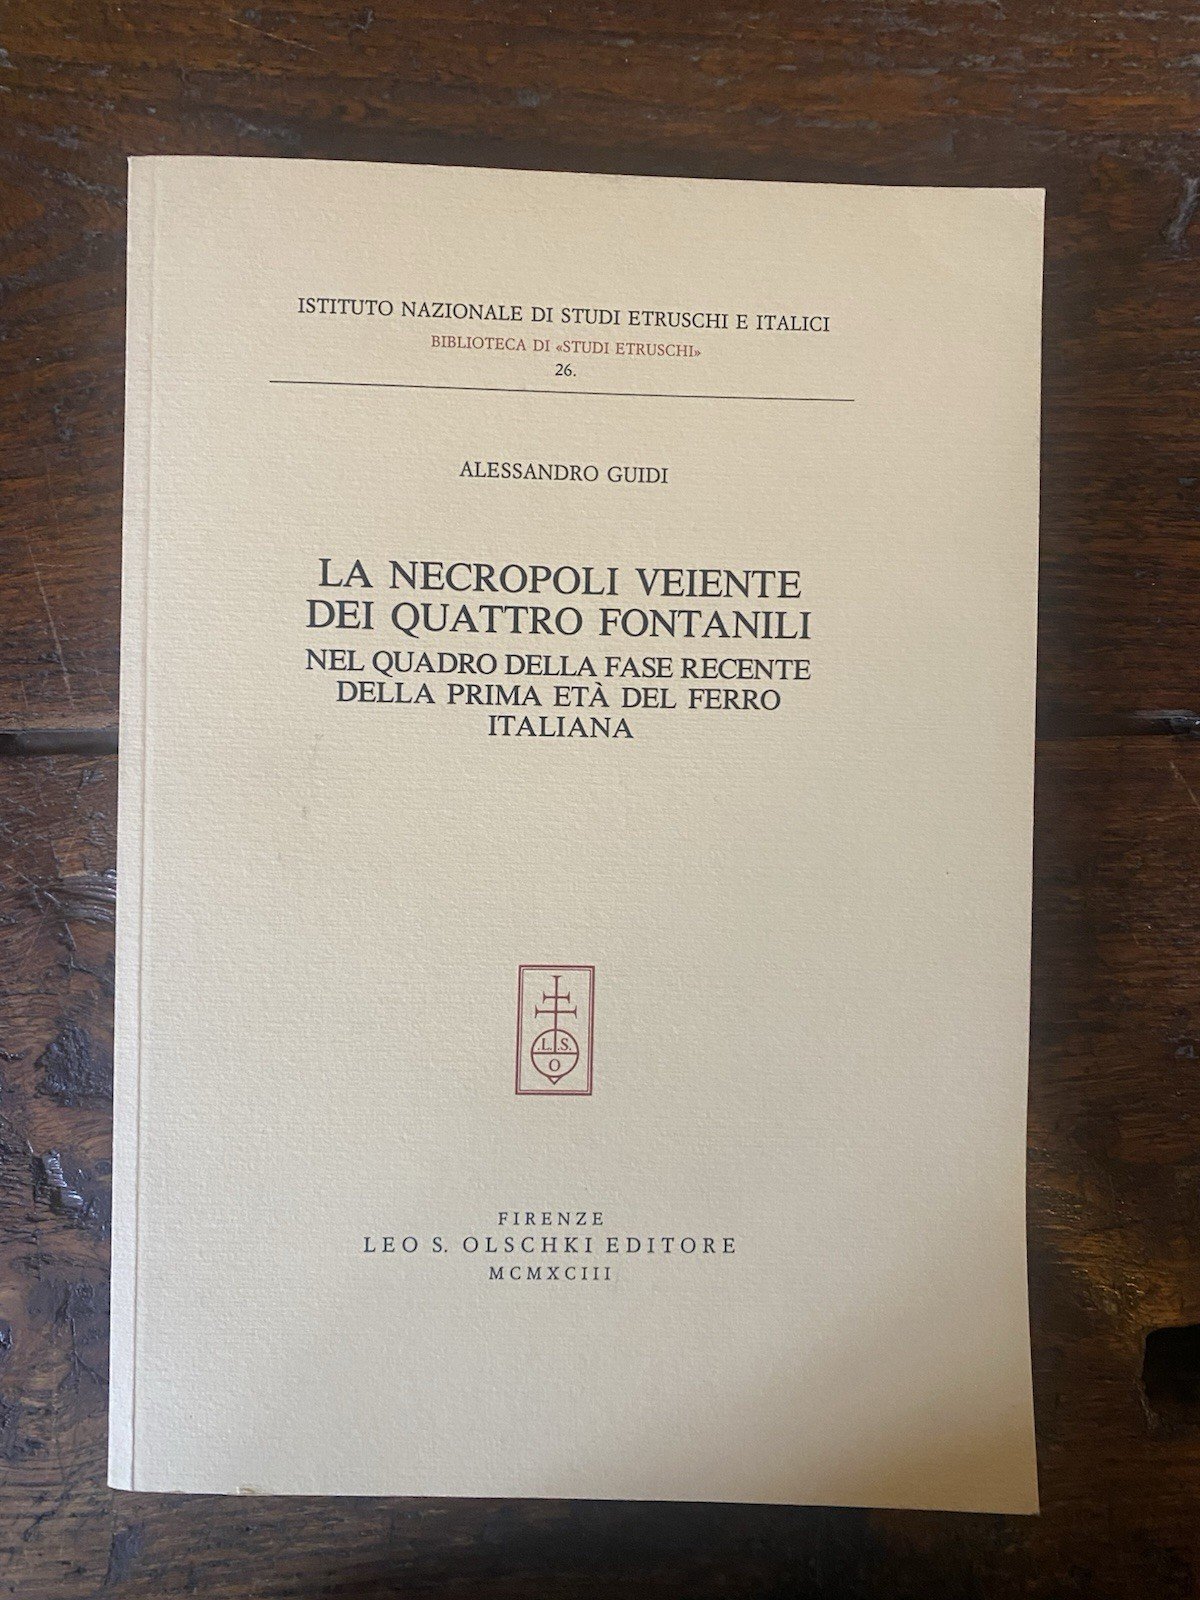 ISTITUTO NAZIONALE DI STUDI ETRUSCHI E ITALICI
BIBLIOTECA DI «STUDI ETRUSCHI»
26.
ALESSANDRO GUIDI
LA NECROPOLI VEIENTE
DEI QUATTRO FONTANILI
NEL QUADRO DELLA FASE RECENTE
DELLA PRIMA ETÀ DEL FERRO
ITALIANA
.L. .S.
O
FIRENZE
LEO S. OLSCHKI EDITORE
MCMXCIII